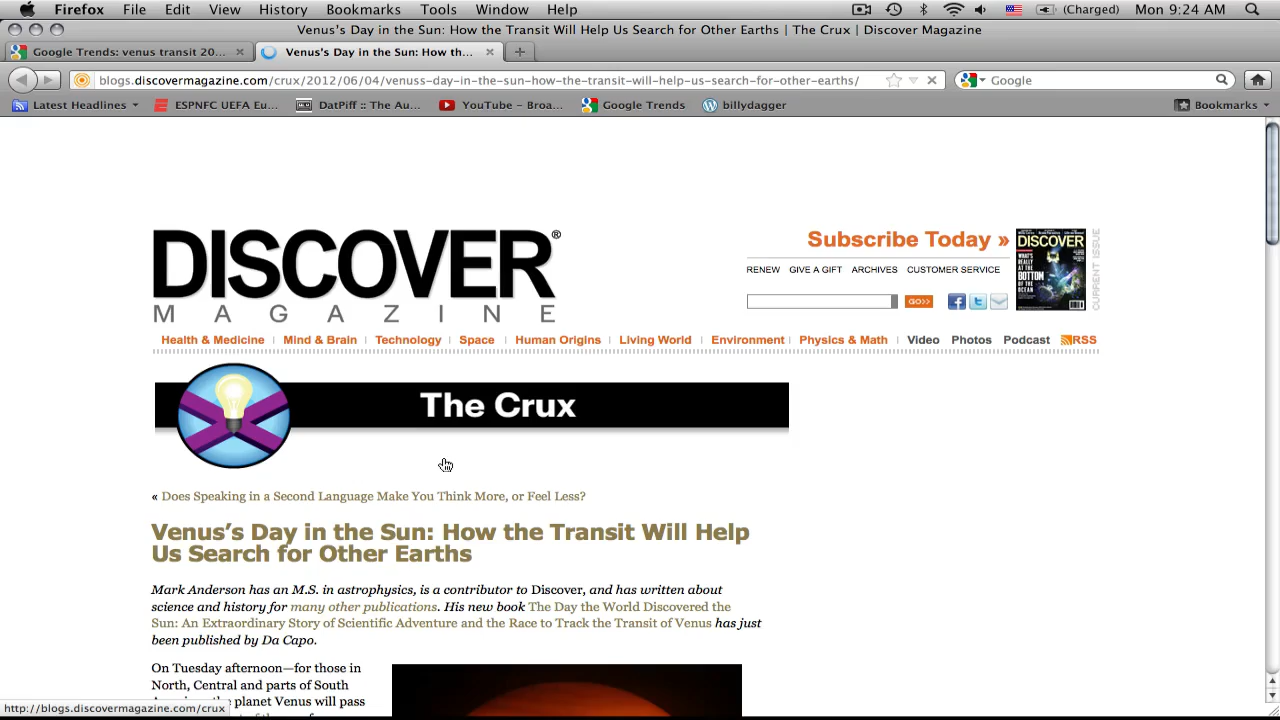 Firefox File Edit View History Bookmarks Tools Window Help (Charged) Mon 9:24 AM
Venus's Day in the Sun: How the Transit Will Help Us Search for Other Earths | The Crux | Discover Magazine
Google Trends: venus transit 20... Venus's Day in the Sun: How th...
blogs.discovermagazine.com/crux/2012/06/04/venuss-day-in-the-sun-how-the-transit-will-help-us-search-for-other-earths/ Google
Latest Headlines ESPNFC UEFA Eu... DatPiff :: The Au... YouTube - Broa... Google Trends billydagger Bookmarks
DISCOVER®
MAGAZINE
Subscribe Today »
RENEW GIVE A GIFT ARCHIVES CUSTOMER SERVICE
GO>>
DISCOVER
WHAT'S REALLY AT THE BOTTOM OF THE OCEAN
CURRENT ISSUE
Health & Medicine | Mind & Brain | Technology | Space | Human Origins | Living World | Environment | Physics & Math | Video Photos Podcast RSS
The Crux
« Does Speaking in a Second Language Make You Think More, or Feel Less?
Venus's Day in the Sun: How the Transit Will Help
Us Search for Other Earths
Mark Anderson has an M.S. in astrophysics, is a contributor to Discover, and has written about
science and history for many other publications. His new book The Day the World Discovered the
Sun: An Extraordinary Story of Scientific Adventure and the Race to Track the Transit of Venus has just
been published by Da Capo.
On Tuesday afternoon—for those in
North, Central and parts of South
planet Venus will pass
http://blogs.discovermagazine.com/crux